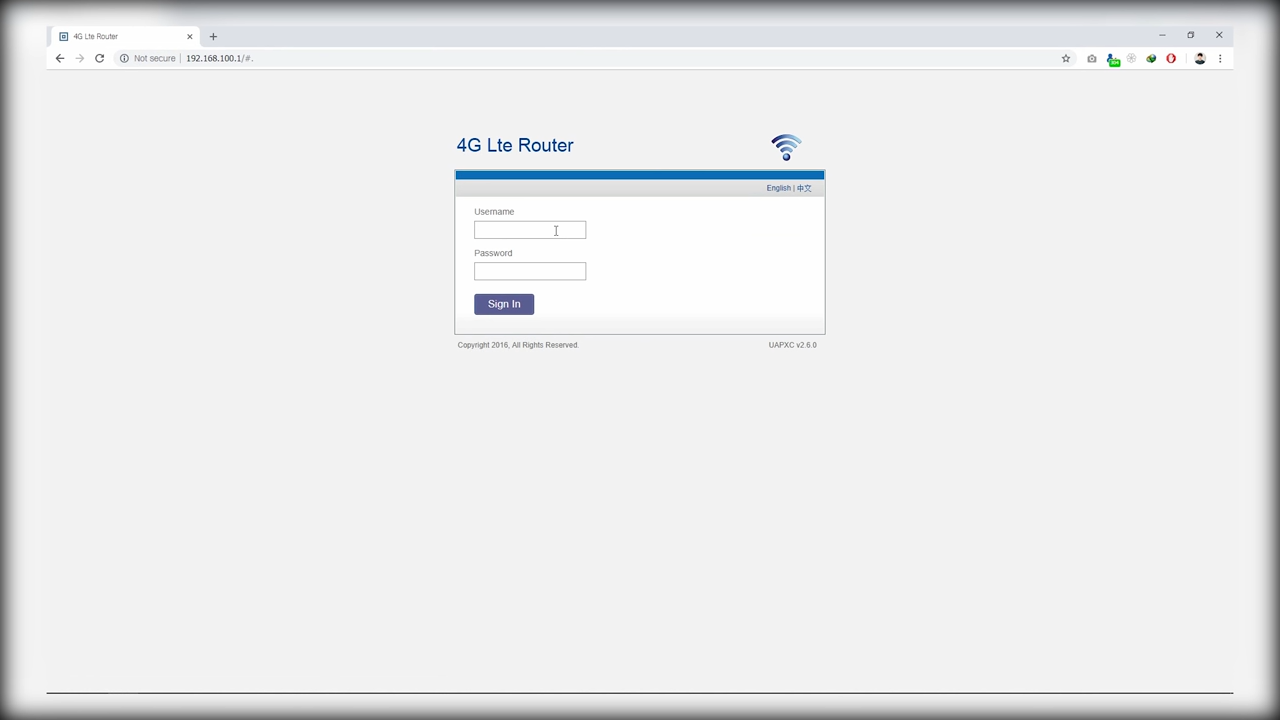 4G Lte Router
Not secure | 192.168.100.1/#.
4G Lte Router
English | 中文
Username
Password
Sign In
Copyright 2016, All Rights Reserved.
UAPXC v2.6.0